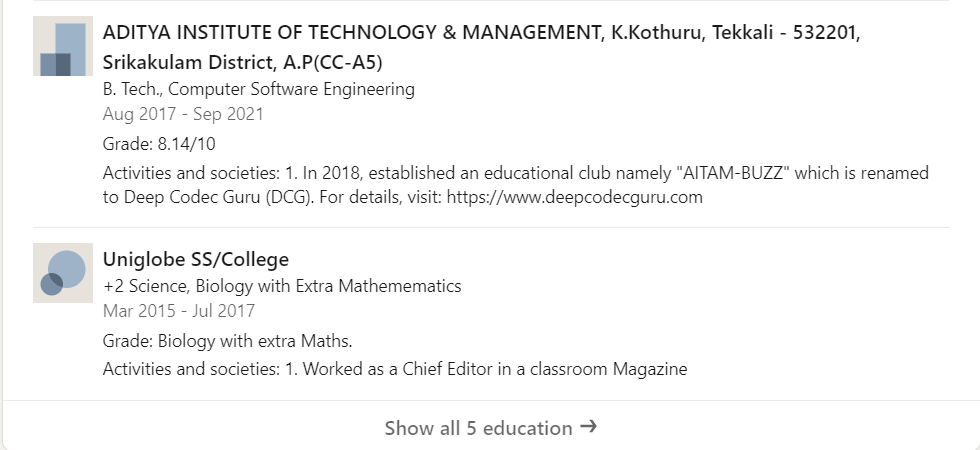 ADITYA INSTITUTE OF TECHNOLOGY & MANAGEMENT, K.Kothuru, Tekkali - 532201,
Srikakulam District, A.P(CC-A5)
B. Tech., Computer Software Engineering
Aug 2017 - Sep 2021
Grade: 8.14/10
Activities and societies: 1. In 2018, established an educational club namely "AITAM-BUZZ" which is renamed
to Deep Codec Guru (DCG). For details, visit: https://www.deepcodecguru.com
Uniglobe SS/College
+2 Science, Biology with Extra Mathemematics
Mar 2015 - Jul 2017
Grade: Biology with extra Maths.
Activities and societies: 1. Worked as a Chief Editor in a classroom Magazine
Show all 5 education →